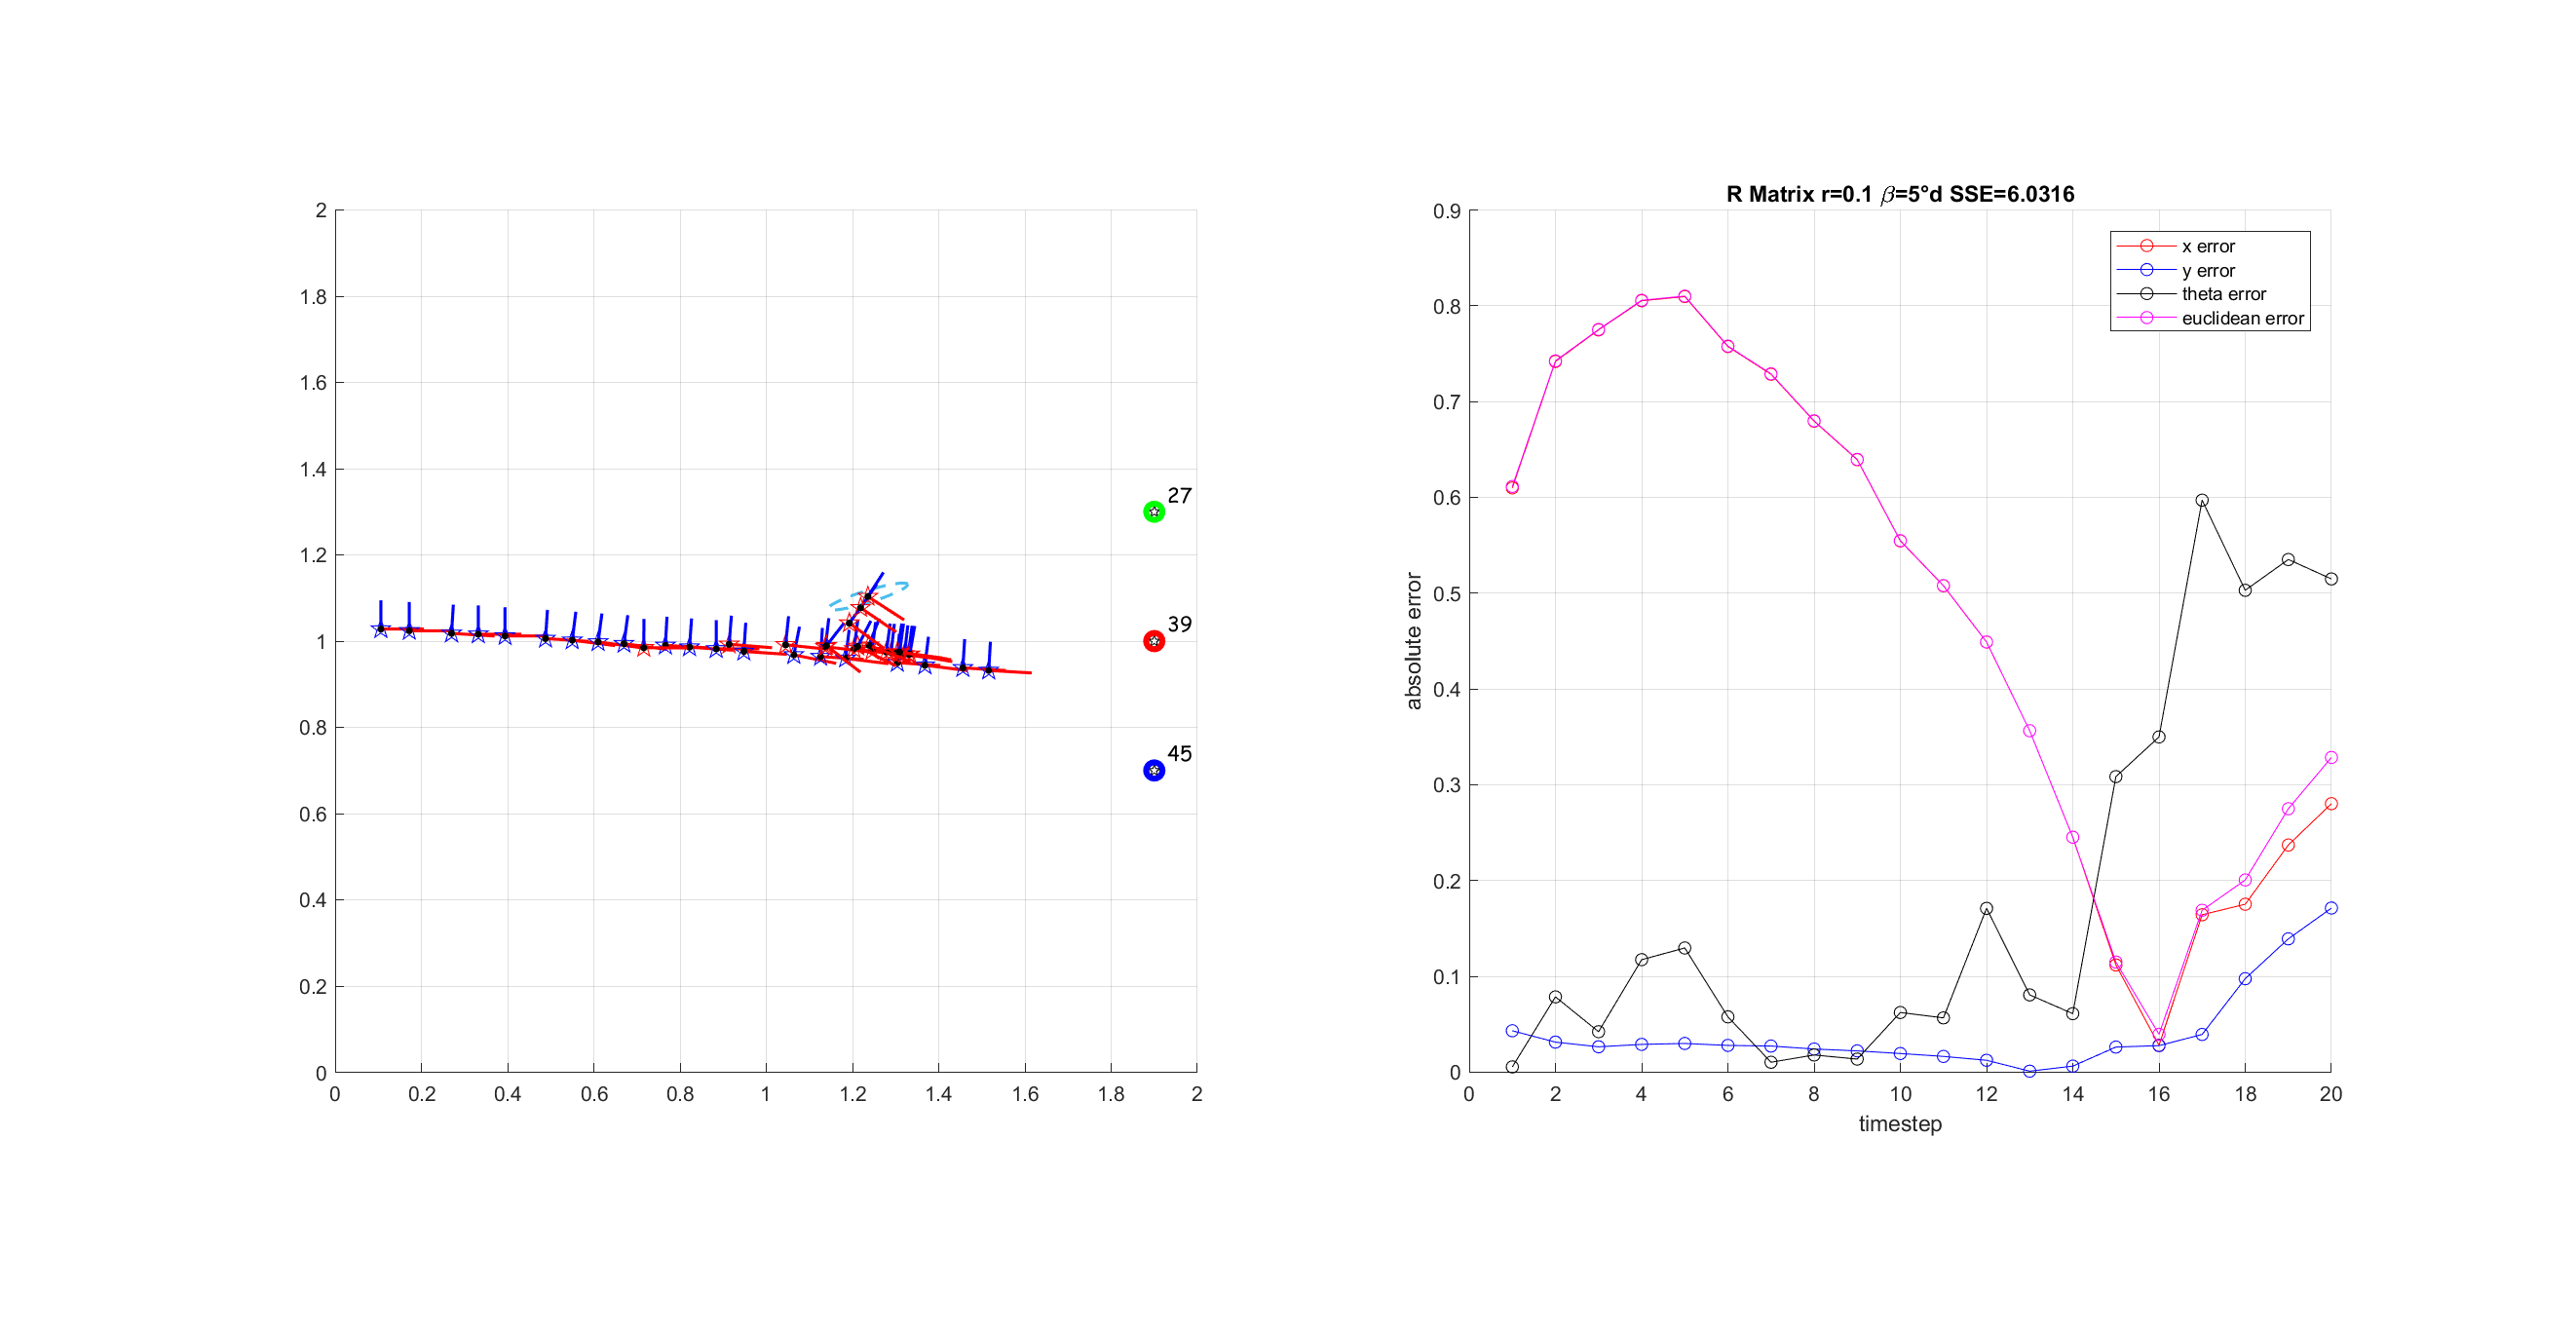 2
1.8
1.6
1.4
1.2
1
0.8
0.6
0.4
0.2
0
0 0.2 0.4 0.6 0.8 1 1.2 1.4 1.6 1.8 2
27
39
45
R Matrix r=0.1 β=5°d SSE=6.0316
x error
y error
theta error
euclidean error
absolute error
0.9
0.8
0.7
0.6
0.5
0.4
0.3
0.2
0.1
0
0 2 4 6 8 10 12 14 16 18 20
timestep